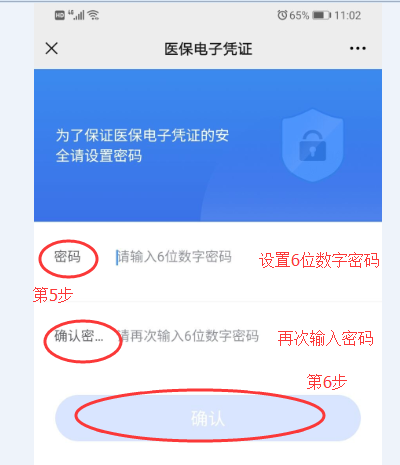 HD 4G 65% 11:02
医保电子凭证
为了保证医保电子凭证的安
全请设置密码
密码 请输入6位数字密码 设置6位数字密码
第5步
确认密... 请再次输入6位数字密码 再次输入密码
第6步
确认